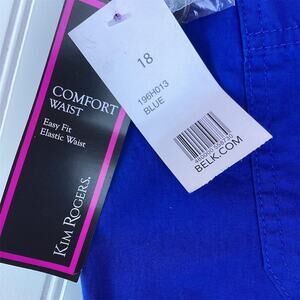 COMFORT
WAIST
Easy Fit
Elastic Waist
KIM ROGERS.
18
196H013
BLUE
BELK.COM